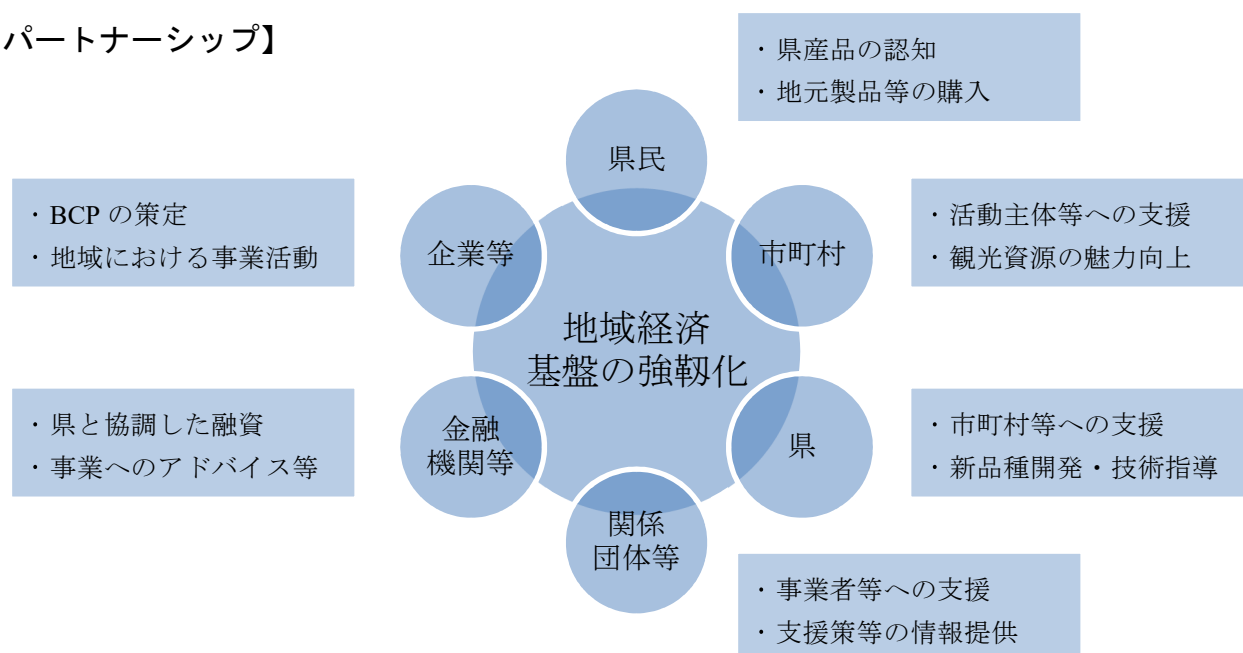 パートナーシップ】
・県産品の認知
・地元製品等の購入
県民
・BCP の策定
・地域における事業活動
企業等
市町村
・活動主体等への支援
・観光資源の魅力向上
地域経済
基盤の強靱化
・県と協調した融資
・事業へのアドバイス等
金融
機関等
県
・市町村等への支援
・新品種開発・技術指導
関係
団体等
・事業者等への支援
・支援策等の情報提供